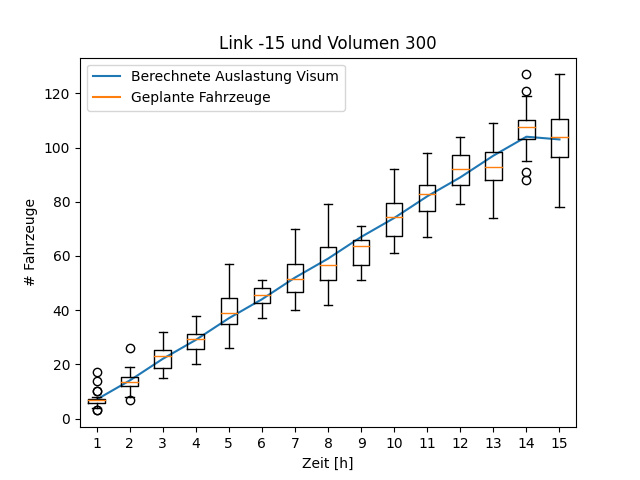 Link -15 und Volumen 300
Berechnete Auslastung Visum
Geplante Fahrzeuge
# Fahrzeuge
120
100
80
60
40
20
0
1 2 3 4 5 6 7 8 9 10 11 12 13 14 15
Zeit [h]